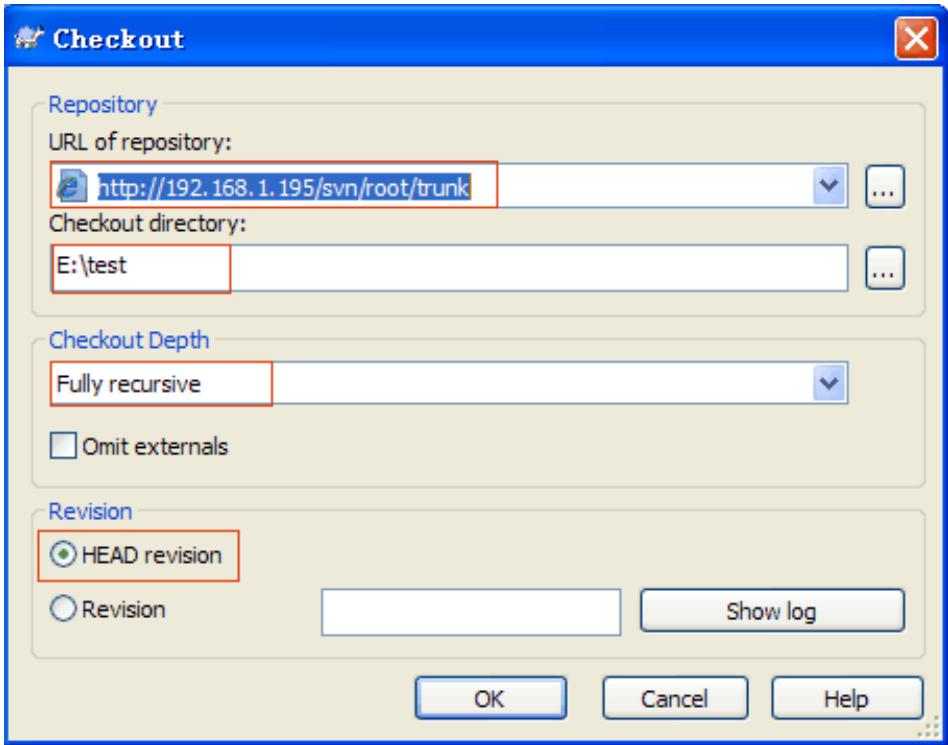 Checkout
Repository
URL of repository:
http://192.168.1.195/svn/root/trunk
...
Checkout directory:
E:\test
...
Checkout Depth
Fully recursive
Omit externals
Revision
HEAD revision
Revision
Show log
OK Cancel Help